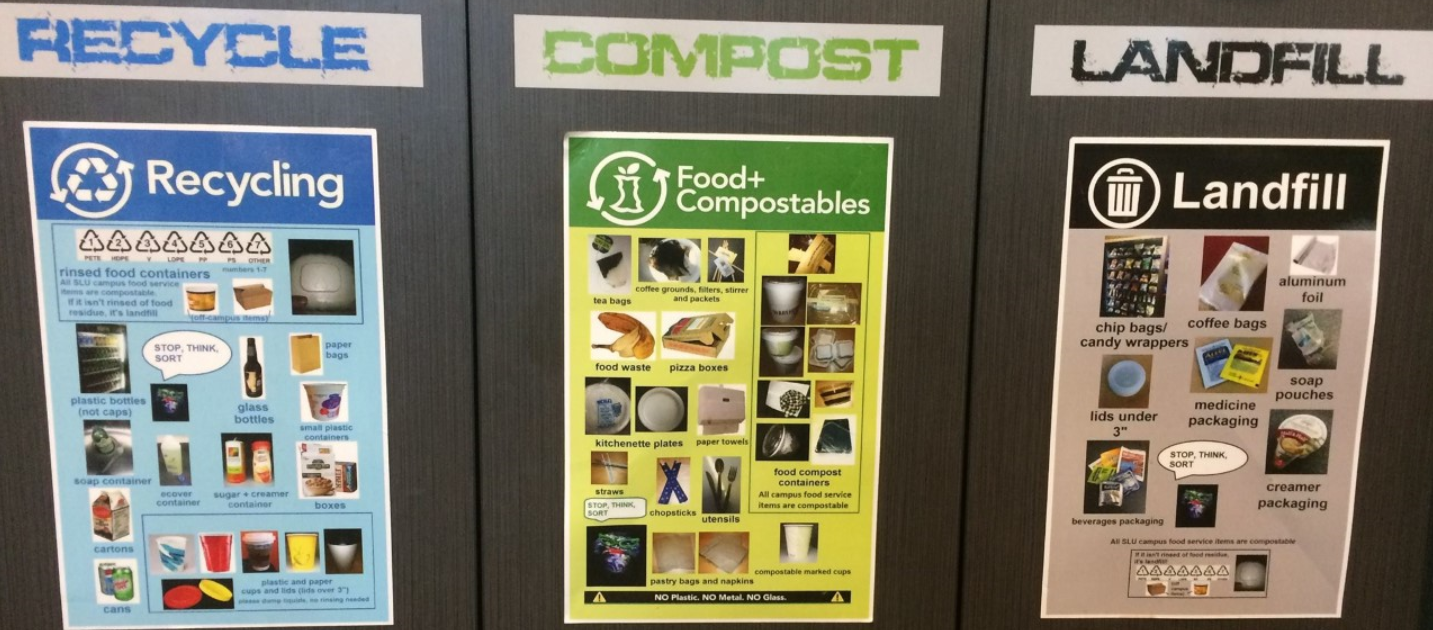 RECYCLE
COMPOST
LANDFILL
Recycling
1 2 3 4 5 6 7
PETE HDPE V LDPE PP PS OTHER
rinsed food containers
numbers 1-7
All SLU campus food service
items are compostable.
If it isn't rinsed of food
residue, it's landfill
(off-campus items)
STOP, THINK,
SORT
paper
bags
plastic bottles
(not caps)
glass
bottles
small plastic
containers
soap container
ecover
container
sugar + creamer
container
boxes
cartons
cans
plastic and paper
cups and lids (lids over 3")
please dump liquids, no rinsing needed
Food+
Compostables
tea bags
coffee grounds, filters, stirrer
and packets
food waste
pizza boxes
kitchenette plates
paper towels
straws
chopsticks
utensils
STOP, THINK,
SORT
food compost
containers
All campus food service
items are compostable
pastry bags and napkins
compostable marked cups
NO Plastic. NO Metal. NO Glass.
Landfill
chip bags/
candy wrappers
coffee bags
aluminum
foil
lids under
3"
medicine
packaging
soap
pouches
STOP, THINK,
SORT
beverages packaging
creamer
packaging
All SLU campus food service items are compostable
If it isn't rinsed of food residue,
it's landfill